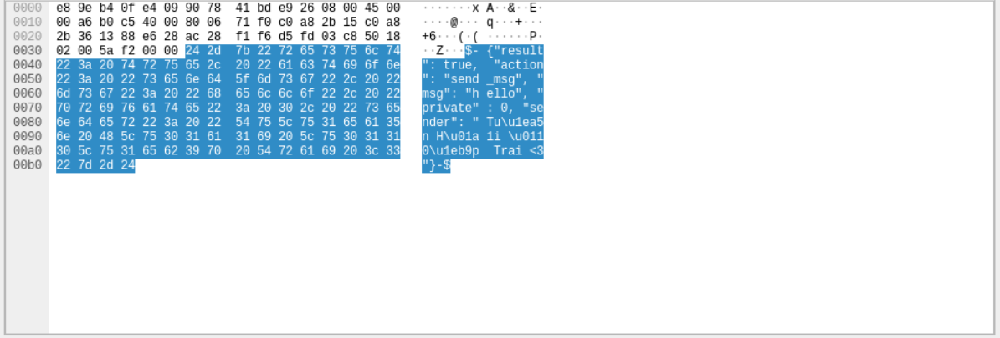 0000 e8 9e b4 0f e4 09 90 78 41 bd e9 26 08 00 45 00 ·······x A··&··E·
0010 00 a6 b0 c5 40 00 80 06 71 f0 c0 a8 2b 15 c0 a8 ····@··· q···+···
0020 2b 36 13 88 e6 28 ac 28 f1 f6 d5 fd 03 c8 50 18 +6···(·( ······P·
0030 02 00 5a f2 00 00 24 2d 7b 22 72 65 73 75 6c 74 ··Z···$- {"result
0040 22 3a 20 74 72 75 65 2c 20 22 61 63 74 69 6f 6e ": true, "action
0050 22 3a 20 22 73 65 6e 64 5f 6d 73 67 22 2c 20 22 ": "send _msg", "
0060 6d 73 67 22 3a 20 22 68 65 6c 6c 6f 22 2c 20 22 msg": "h ello", "
0070 70 72 69 76 61 74 65 22 3a 20 30 2c 20 22 73 65 private" : 0, "se
0080 6e 64 65 72 22 3a 20 22 54 75 5c 75 31 65 61 35 nder": " Tu\u1ea5
0090 6e 20 48 5c 75 30 31 61 31 69 20 5c 75 30 31 31 n H\u01a 1i \u011
00a0 30 5c 75 31 65 62 39 70 20 54 72 61 69 20 3c 33 0\u1eb9p Trai <3
00b0 22 7d 2d 24 "}-$